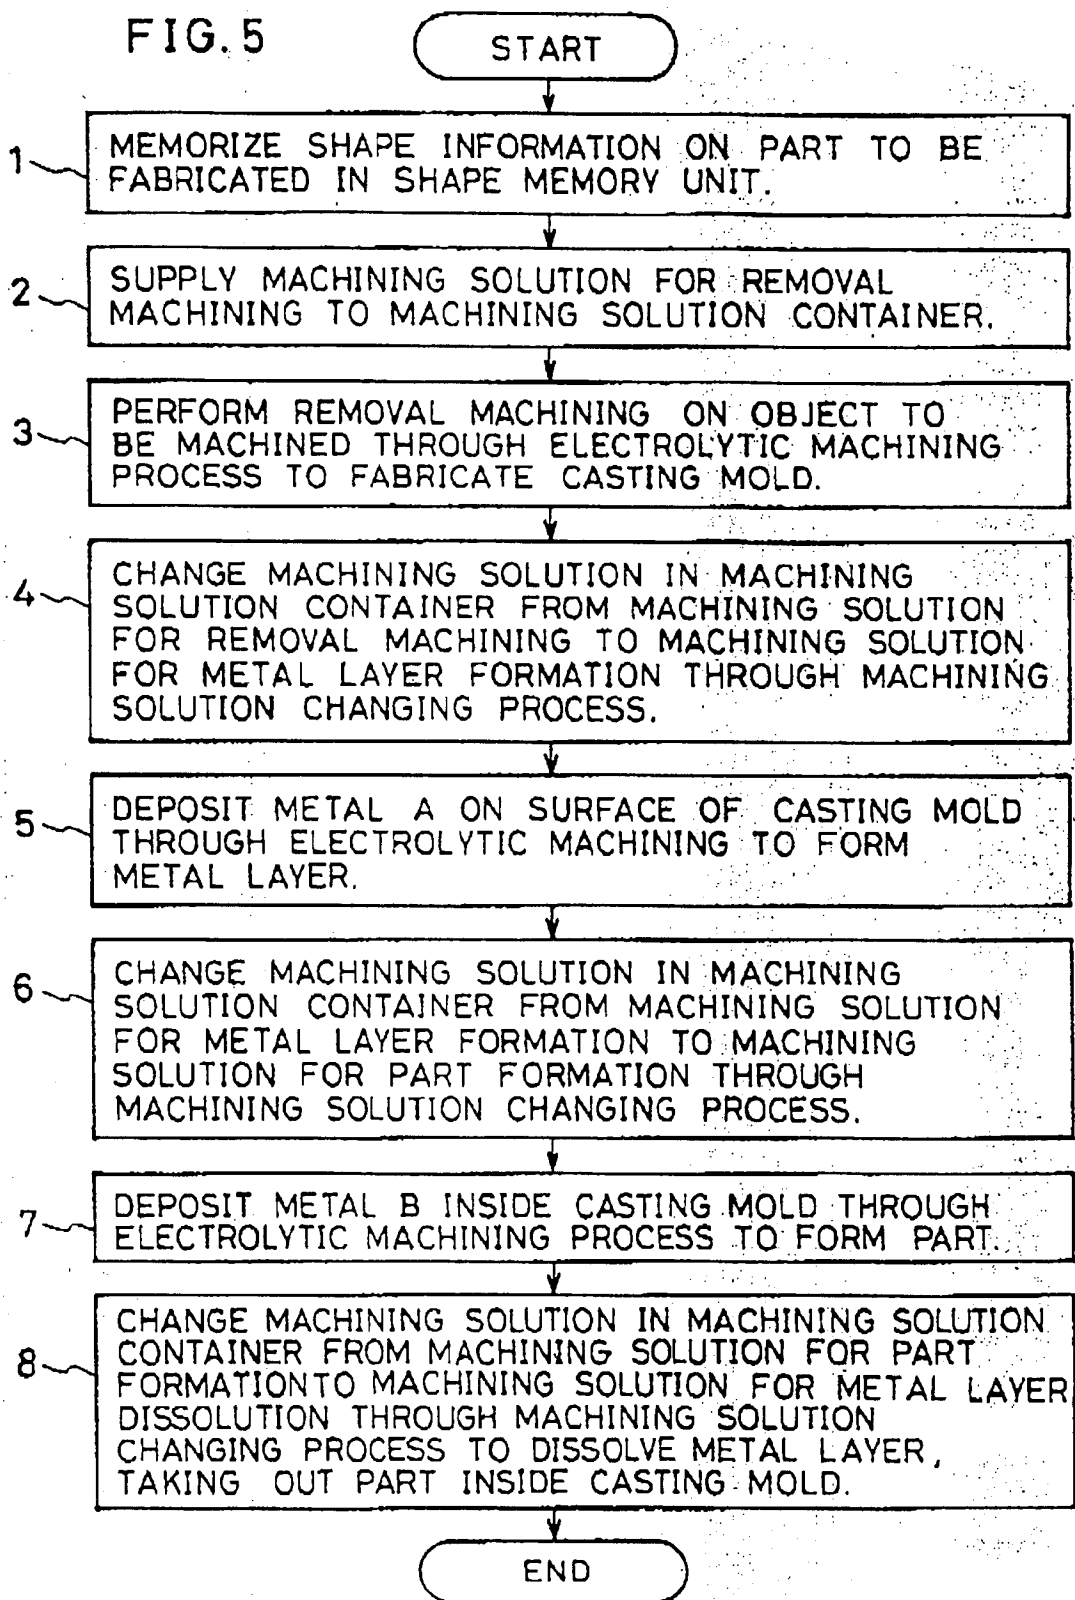 FIG. 5
START
1
MEMORIZE SHAPE INFORMATION ON PART TO BE
FABRICATED IN SHAPE MEMORY UNIT.
2
SUPPLY MACHINING SOLUTION FOR REMOVAL
MACHINING TO MACHINING SOLUTION CONTAINER.
3
PERFORM REMOVAL MACHINING ON OBJECT TO
BE MACHINED THROUGH ELECTROLYTIC MACHINING
PROCESS TO FABRICATE CASTING MOLD.
4
CHANGE MACHINING SOLUTION IN MACHINING
SOLUTION CONTAINER FROM MACHINING SOLUTION
FOR REMOVAL MACHINING TO MACHINING SOLUTION
FOR METAL LAYER FORMATION THROUGH MACHINING
SOLUTION CHANGING PROCESS.
5
DEPOSIT METAL A ON SURFACE OF CASTING MOLD
THROUGH ELECTROLYTIC MACHINING TO FORM
METAL LAYER.
6
CHANGE MACHINING SOLUTION IN MACHINING
SOLUTION CONTAINER FROM MACHINING SOLUTION
FOR METAL LAYER FORMATION TO MACHINING
SOLUTION FOR PART FORMATION THROUGH
MACHINING SOLUTION CHANGING PROCESS.
7
DEPOSIT METAL B INSIDE CASTING MOLD THROUGH
ELECTROLYTIC MACHINING PROCESS TO FORM PART.
8
CHANGE MACHINING SOLUTION IN MACHINING SOLUTION
CONTAINER FROM MACHINING SOLUTION FOR PART
FORMATIONTO MACHINING SOLUTION FOR METAL LAYER
DISSOLUTION THROUGH MACHINING SOLUTION
CHANGING PROCESS TO DISSOLVE METAL LAYER,
TAKING OUT PART INSIDE CASTING MOLD.
END